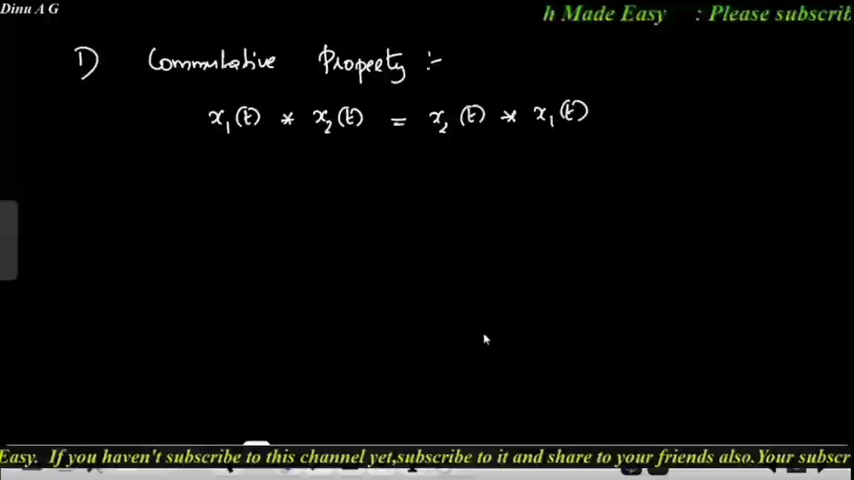 Dinu A G
h Made Easy : Please subscrib
1) Commutative Property :-
x₁(t) * x₂(t) = x₂(t) * x₁(t)
Easy. If you haven't subscribe to this channel yet,subscribe to it and share to your friends also.Your subscr